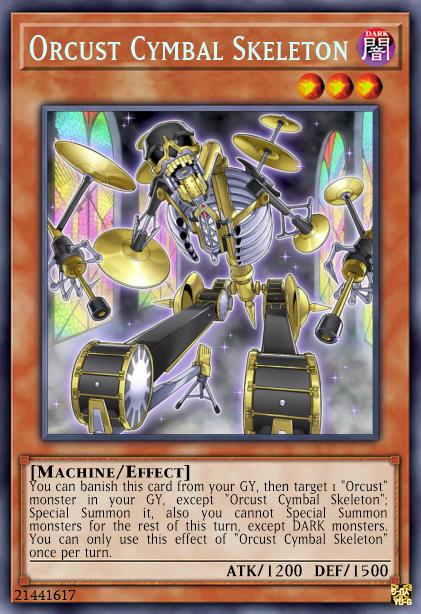 Orcust Cymbal Skeleton
DARK
闇
[Machine/Effect]
You can banish this card from your GY, then target 1 "Orcust"
monster in your GY, except "Orcust Cymbal Skeleton";
Special Summon it, also you cannot Special Summon
monsters for the rest of this turn, except DARK monsters.
You can only use this effect of "Orcust Cymbal Skeleton"
once per turn.
ATK/1200 DEF/1500
21441617